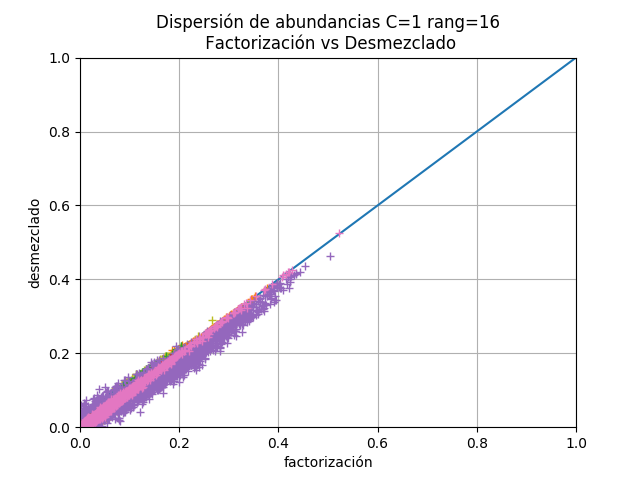 Dispersión de abundancias C=1 rang=16
Factorización vs Desmezclado
1.0
0.8
0.6
0.4
0.2
0.0
desmezclado
0.0 0.2 0.4 0.6 0.8 1.0
factorización